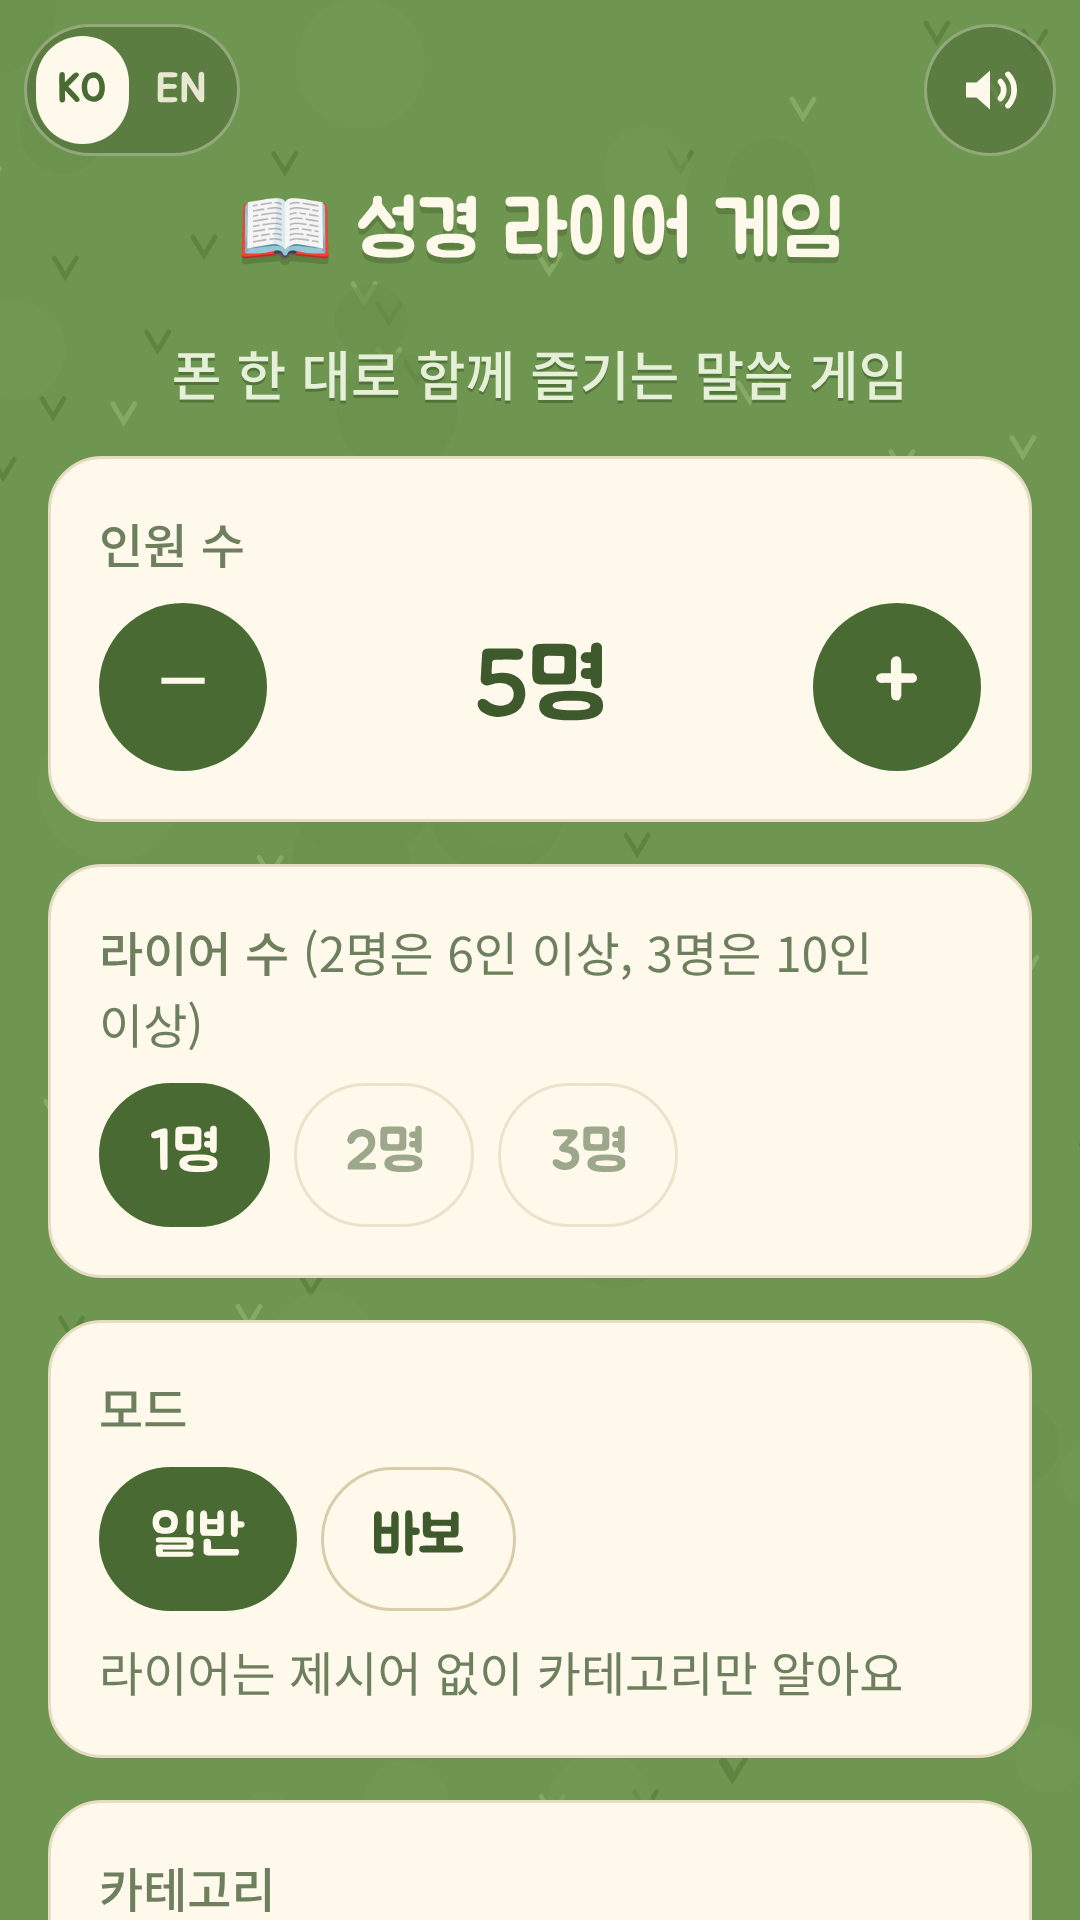 KO EN
성경 라이어 게임
폰 한 대로 함께 즐기는 말씀 게임
인원 수
− 5명 +
라이어 수 (2명은 6인 이상, 3명은 10인
이상)
1명 2명 3명
모드
일반 바보
라이어는 제시어 없이 카테고리만 알아요
카테고리